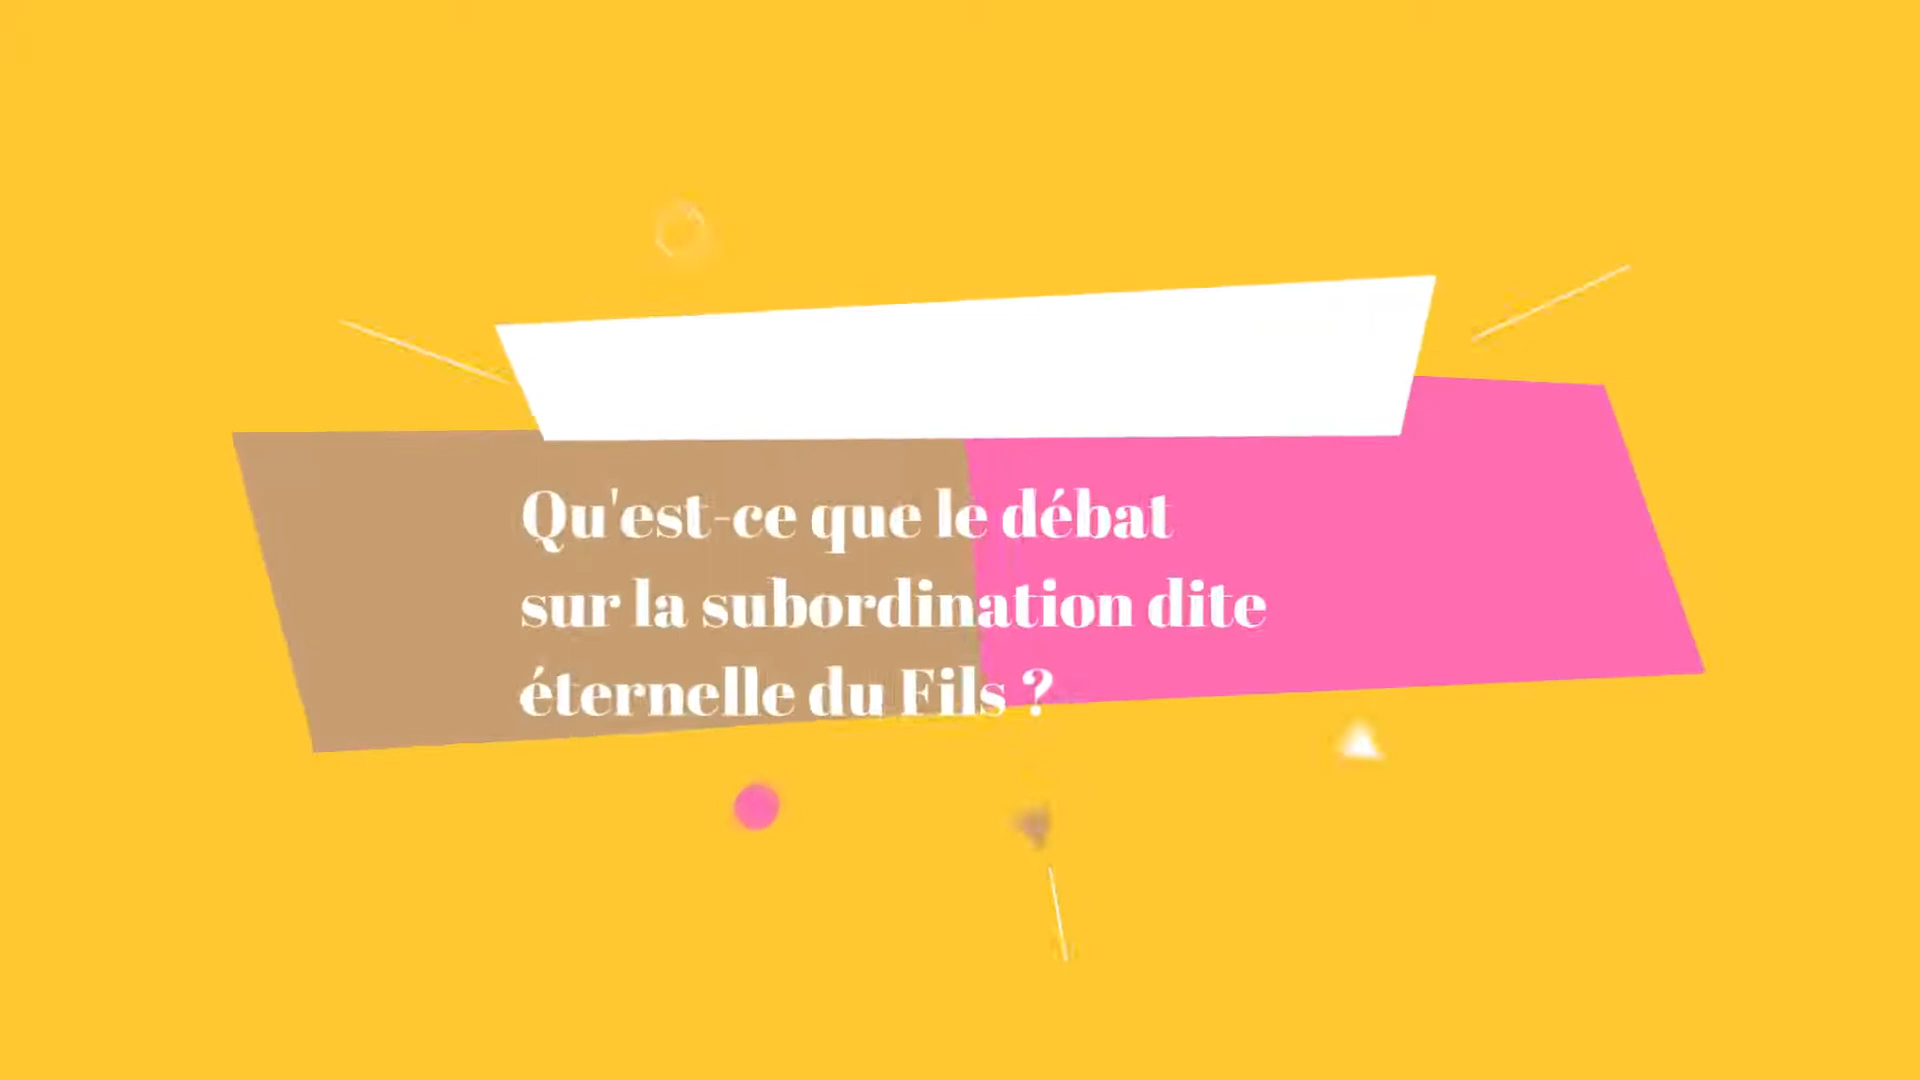 Qu'est-ce que le débat
sur la subordination dite
éternelle du Fils ?